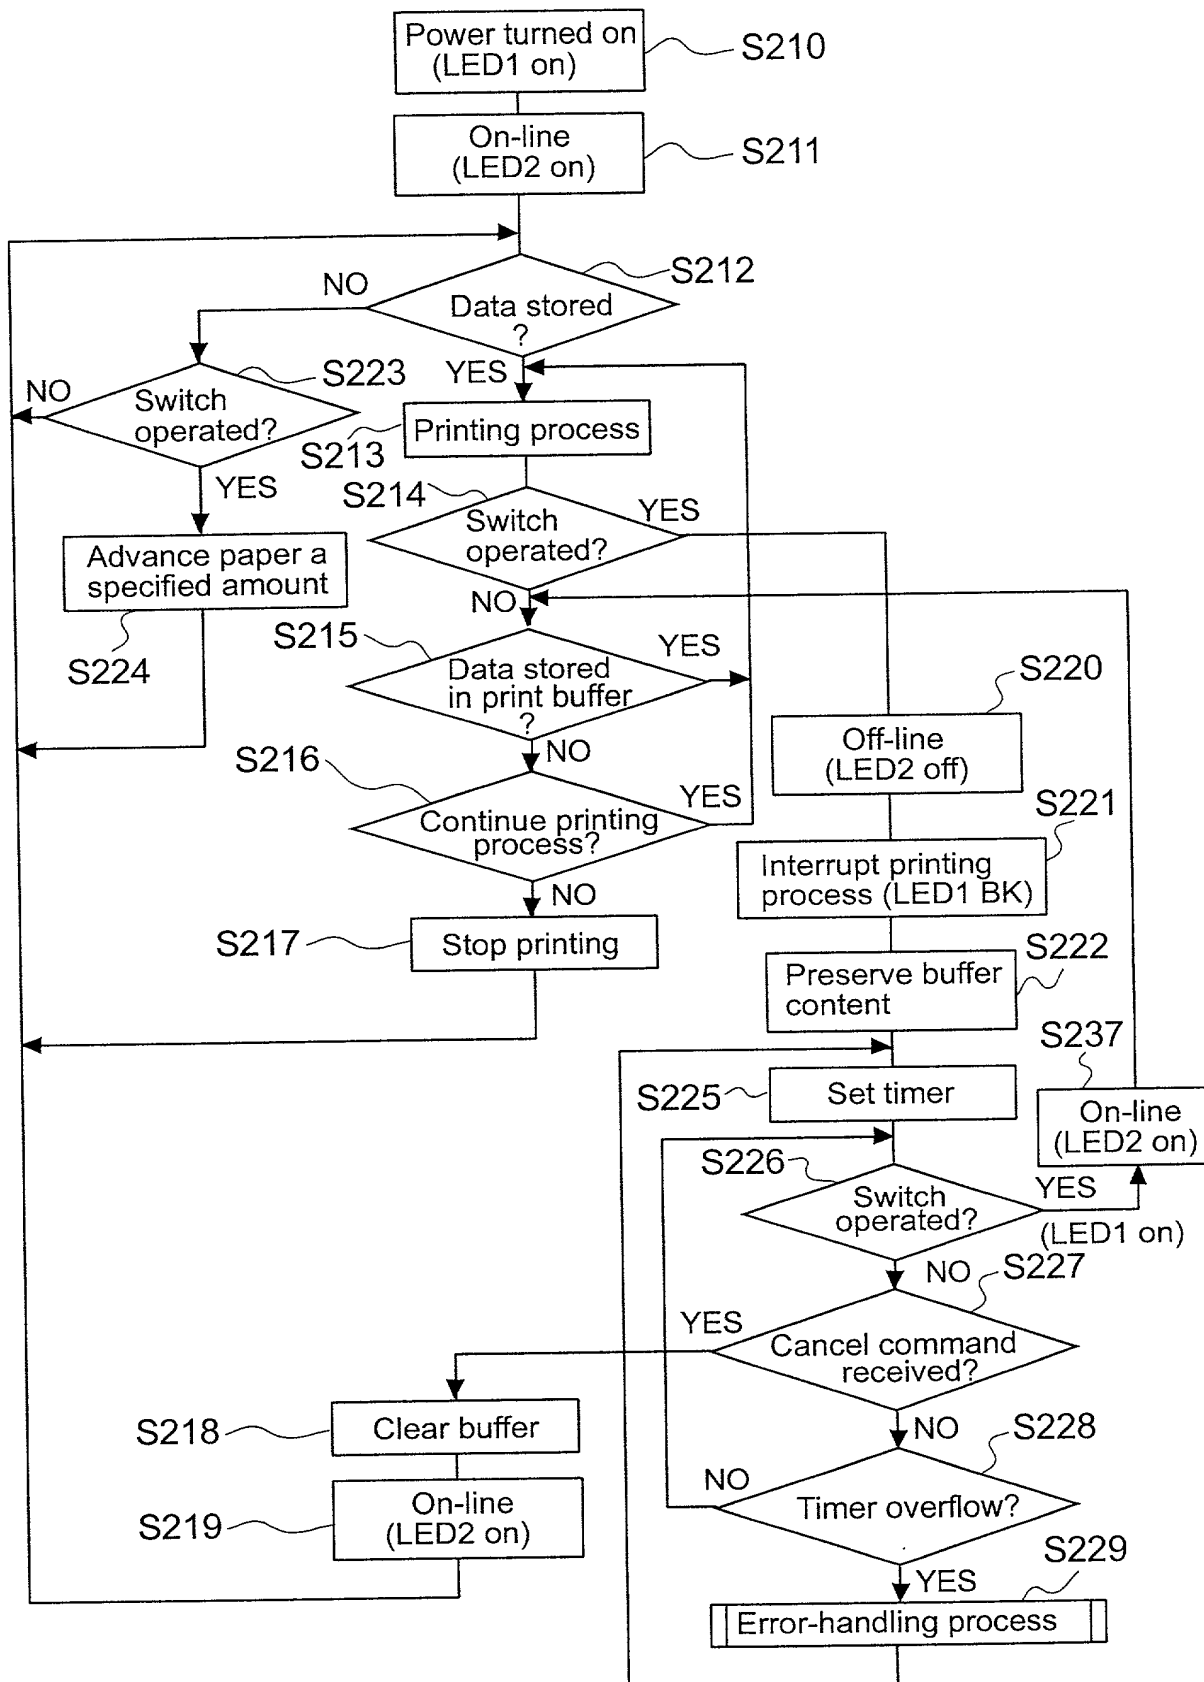 Power turned on
(LED1 on)
S210
On-line
(LED2 on)
S211
S212
NO
Data stored
?
YES
S223
NO
Switch
operated?
YES
S213
Printing process
S214
Switch
operated?
YES
NO
Advance paper a
specified amount
S224
S215
Data stored
in print buffer
?
YES
NO
S220
Off-line
(LED2 off)
S216
Continue printing
process?
YES
NO
S221
Interrupt printing
process (LED1 BK)
S217
Stop printing
S222
Preserve buffer
content
S237
On-line
(LED2 on)
S225
Set timer
S226
Switch
operated?
YES
(LED1 on)
NO
S227
YES
Cancel command
received?
NO
S218
Clear buffer
S228
NO
Timer overflow?
YES
S219
On-line
(LED2 on)
S229
Error-handling process